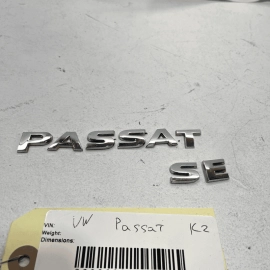 PASSAT
SE
VIN: VW Passat K2
Weight:
Dimensions: